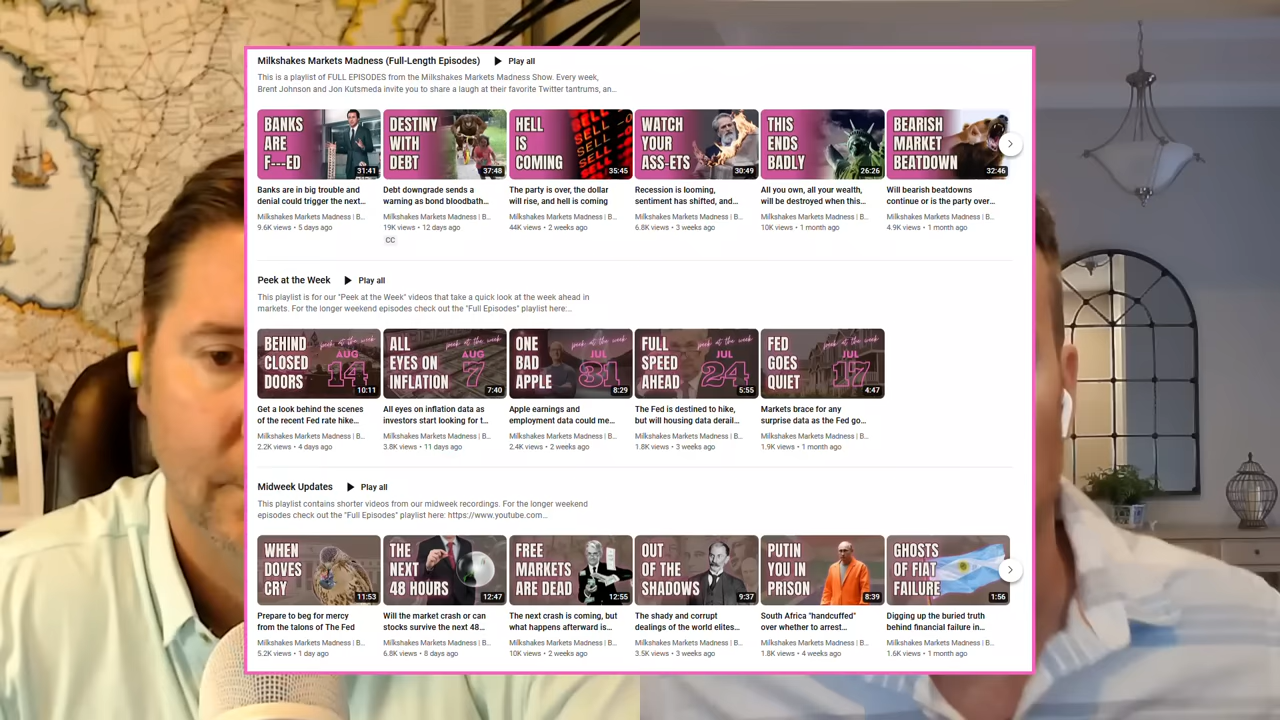 Milkshakes Markets Madness (Full-Length Episodes) Play all
This is a playlist of FULL EPISODES from the Milkshakes Markets Madness Show. Every week,
Brent Johnson and Jon Kutsmeda invite you to share a laugh at their favorite Twitter tantrums, an...
BANKS
ARE
F---ED
31:41
DESTINY
WITH
DEBT
37:48
HELL
IS
COMING
SELL
SELL
SELL
SELL
35:45
WATCH
YOUR
ASS-ETS
30:49
THIS
ENDS
BADLY
26:26
BEARISH
MARKET
BEATDOWN
32:46
Banks are in big trouble and
denial could trigger the next...
Milkshakes Markets Madness | B...
9.6K views • 5 days ago
Debt downgrade sends a
warning as bond bloodbath...
Milkshakes Markets Madness | B...
19K views • 12 days ago
CC
The party is over, the dollar
will rise, and hell is coming
Milkshakes Markets Madness | B...
44K views • 2 weeks ago
Recession is looming,
sentiment has shifted, and...
Milkshakes Markets Madness | B...
6.8K views • 3 weeks ago
All you own, all your wealth,
will be destroyed when this...
Milkshakes Markets Madness | B...
10K views • 1 month ago
Will bearish beatdowns
continue or is the party over...
Milkshakes Markets Madness | B...
4.9K views • 1 month ago
Peek at the Week Play all
This playlist is for our "Peek at the Week" videos that take a quick look at the week ahead in
markets. For the longer weekend episodes check out the "Full Episodes" playlist here:...
BEHIND
CLOSED
DOORS
peek at the week
AUG
14
10:11
ALL
EYES ON
INFLATION
peek at the week
AUG
7
7:40
ONE
BAD
APPLE
peek at the week
JUL
31
8:29
FULL
SPEED
AHEAD
peek at the week
JUL
24
5:55
FED
GOES
QUIET
peek at the week
JUL
17
4:47
Get a look behind the scenes
of the recent Fed rate hike...
Milkshakes Markets Madness | B...
2.2K views • 4 days ago
All eyes on inflation data as
investors start looking for t...
Milkshakes Markets Madness | B...
3.8K views • 11 days ago
Apple earnings and
employment data could me...
Milkshakes Markets Madness | B...
2.4K views • 2 weeks ago
The Fed is destined to hike,
but will housing data derail...
Milkshakes Markets Madness | B...
1.8K views • 3 weeks ago
Markets brace for any
surprise data as the Fed go...
Milkshakes Markets Madness | B...
1.9K views • 1 month ago
Midweek Updates Play all
This playlist contains shorter videos from our midweek recordings. For the longer weekend
episodes check out the "Full Episodes" playlist here: https://www.youtube.com...
WHEN
DOVES
CRY
11:53
THE
NEXT
48 HOURS
12:47
FREE
MARKETS
ARE DEAD
12:55
OUT
OF THE
SHADOWS
9:37
PUTIN
YOU IN
PRISON
8:39
GHOSTS
OF FIAT
FAILURE
1:56
Prepare to beg for mercy
from the talons of The Fed
Milkshakes Markets Madness | B...
5.2K views • 1 day ago
Will the market crash or can
stocks survive the next 48...
Milkshakes Markets Madness | B...
6.8K views • 8 days ago
The next crash is coming, but
what happens afterward is...
Milkshakes Markets Madness | B...
10K views • 2 weeks ago
The shady and corrupt
dealings of the world elites...
Milkshakes Markets Madness | B...
3.5K views • 3 weeks ago
South Africa "handcuffed"
over whether to arrest...
Milkshakes Markets Madness | B...
1.8K views • 4 weeks ago
Digging up the buried truth
behind financial failure in...
Milkshakes Markets Madness | B...
1.6K views • 1 month ago